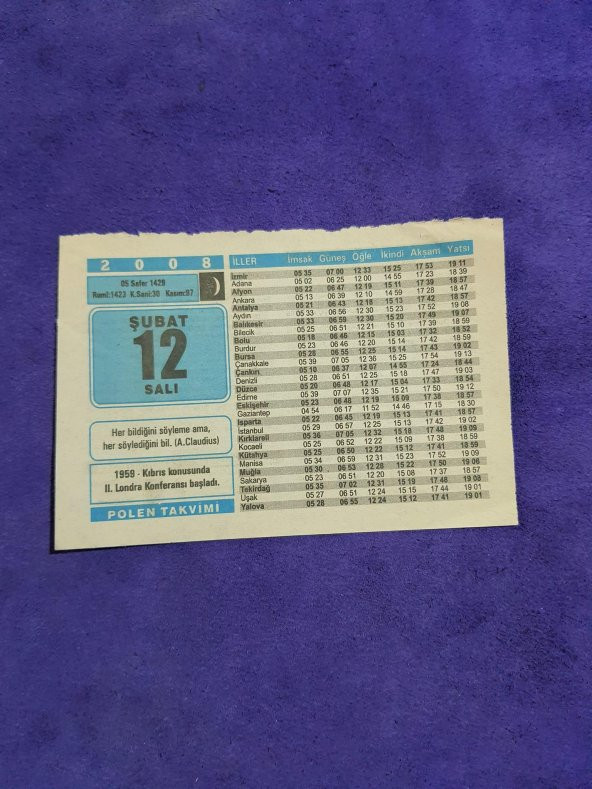 2 0 0 8
05 Safer 1429
Rumi:1423 K.Sani:30 Kasım:97
ŞUBAT
12
SALI
Her bildiğini söyleme ama,
her söylediğini bil. (A.Claudius)
1959 - Kıbrıs konusunda
II. Londra Konferansı başladı.
POLEN TAKVİMİ
İLLER İmsak Güneş Öğle İkindi Akşam Yatsı
İzmir 05 35 07 00 12 33 15 25 17 53 19 11
Adana 05 02 06 25 12 00 14 55 17 23 18 39
Afyon 05 22 06 47 12 19 15 11 17 39 18 57
Ankara 05 13 06 39 12 10 14 59 17 28 18 47
Antalya 05 21 06 43 12 18 15 13 17 42 18 57
Aydın 05 33 06 56 12 30 15 23 17 52 19 08
Balıkesir 05 33 06 59 12 30 15 20 17 49 19 07
Bilecik 05 25 06 51 12 21 15 10 17 39 18 59
Bolu 05 18 06 46 12 15 15 03 17 32 18 52
Burdur 05 23 06 46 12 20 15 14 17 42 18 59
Bursa 05 28 06 55 12 25 15 14 17 43 19 02
Çanakkale 05 39 07 05 12 36 15 25 17 54 19 13
Çankırı 05 10 06 37 12 07 14 55 17 24 18 44
Denizli 05 28 06 51 12 25 15 18 17 47 19 03
Düzce 05 20 06 48 12 17 15 04 17 33 18 54
Edirne 05 39 07 07 12 35 15 21 17 50 19 12
Eskişehir 05 23 06 48 12 19 15 09 17 38 18 57
Gaziantep 04 54 06 17 11 52 14 46 17 15 18 30
Isparta 05 22 06 45 12 19 15 13 17 41 18 57
İstanbul 05 29 06 57 12 25 15 13 17 42 19 02
Kırklareli 05 36 07 05 12 32 15 18 17 48 19 09
Kocaeli 05 25 06 52 12 22 15 09 17 38 18 59
Kütahya 05 25 06 50 12 22 15 12 17 41 18 59
Manisa 05 34 06 59 12 31 15 23 17 52 19 09
Muğla 05 30 06 53 12 28 15 22 17 50 19 06
Sakarya 05 23 06 51 12 20 15 08 17 37 18 57
Tekirdağ 05 35 07 02 12 31 15 19 17 48 19 08
Uşak 05 27 06 51 12 24 15 15 17 44 19 01
Yalova 05 28 06 55 12 24 15 12 17 41 19 01